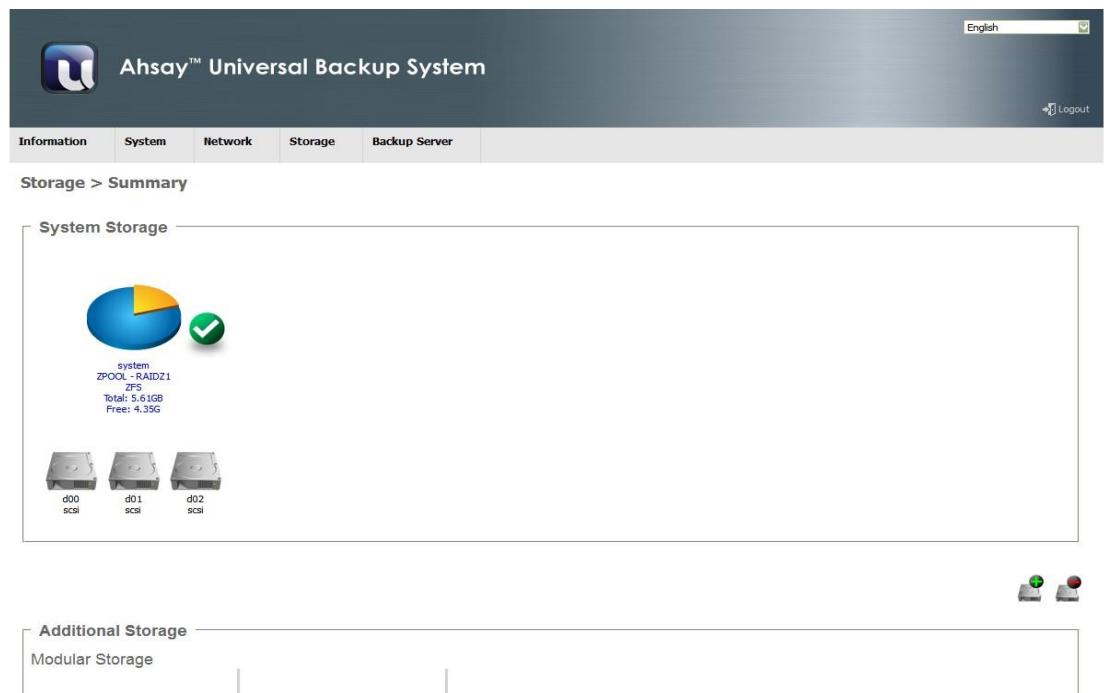 English
Ahsay™ Universal Backup System
Logout
Information System Network Storage Backup Server
Storage > Summary
System Storage
system
ZPOOL - RAIDZ1
ZFS
Total: 5.61GB
Free: 4.35G
d00 d01 d02
scsi scsi scsi
Additional Storage
Modular Storage